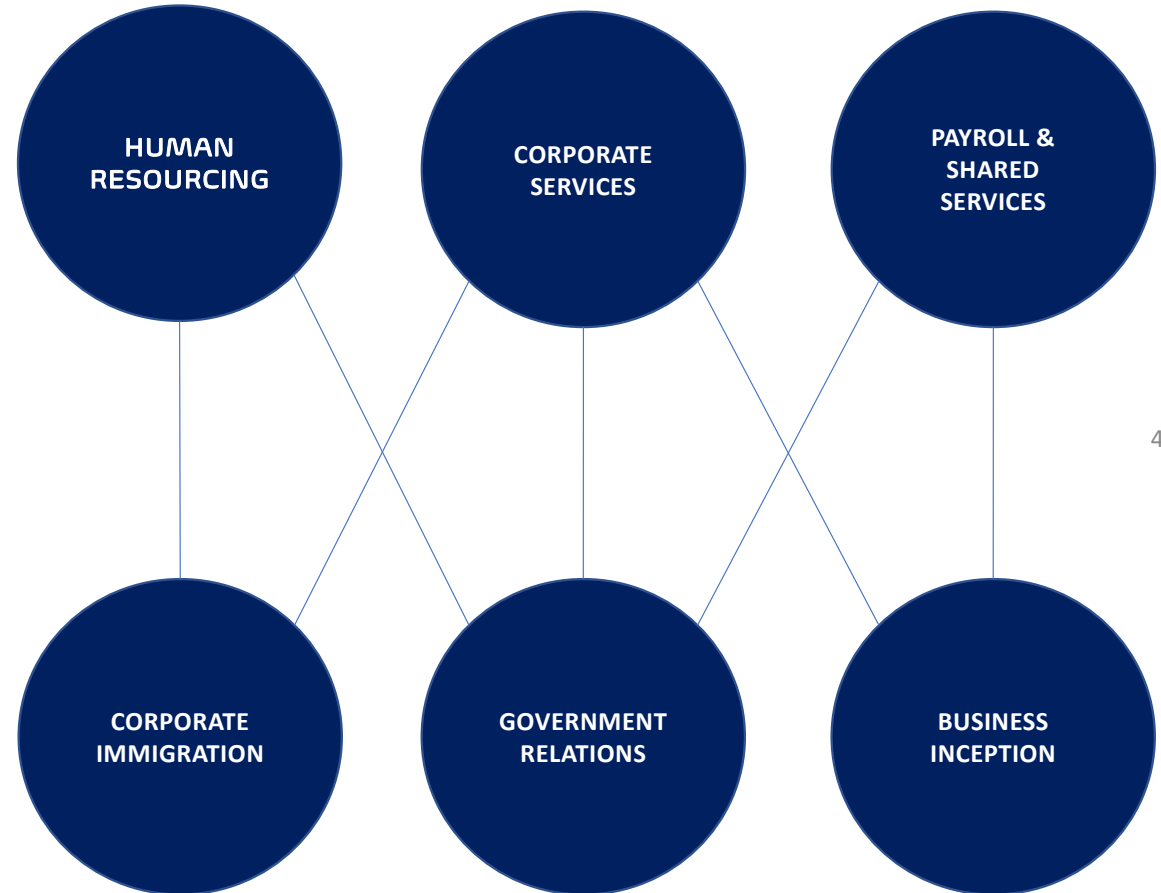 HUMAN
RESOURCING
CORPORATE
SERVICES
PAYROLL &
SHARED
SERVICES
4
CORPORATE
IMMIGRATION
GOVERNMENT
RELATIONS
BUSINESS
INCEPTION